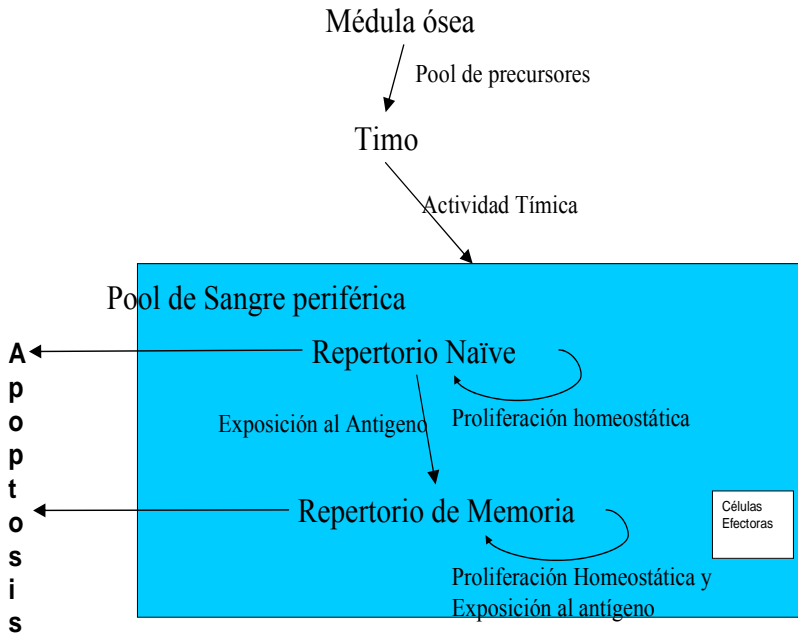 Médula ósea
Pool de precursores
Timo
Actividad Tímica
Pool de Sangre periférica
Repertorio Naïve
Exposición al Antigeno
Proliferación homeostática
Repertorio de Memoria
Células
Efectoras
Proliferación Homeostática y
Exposición al antígeno
A
p
o
p
t
o
s
i
s